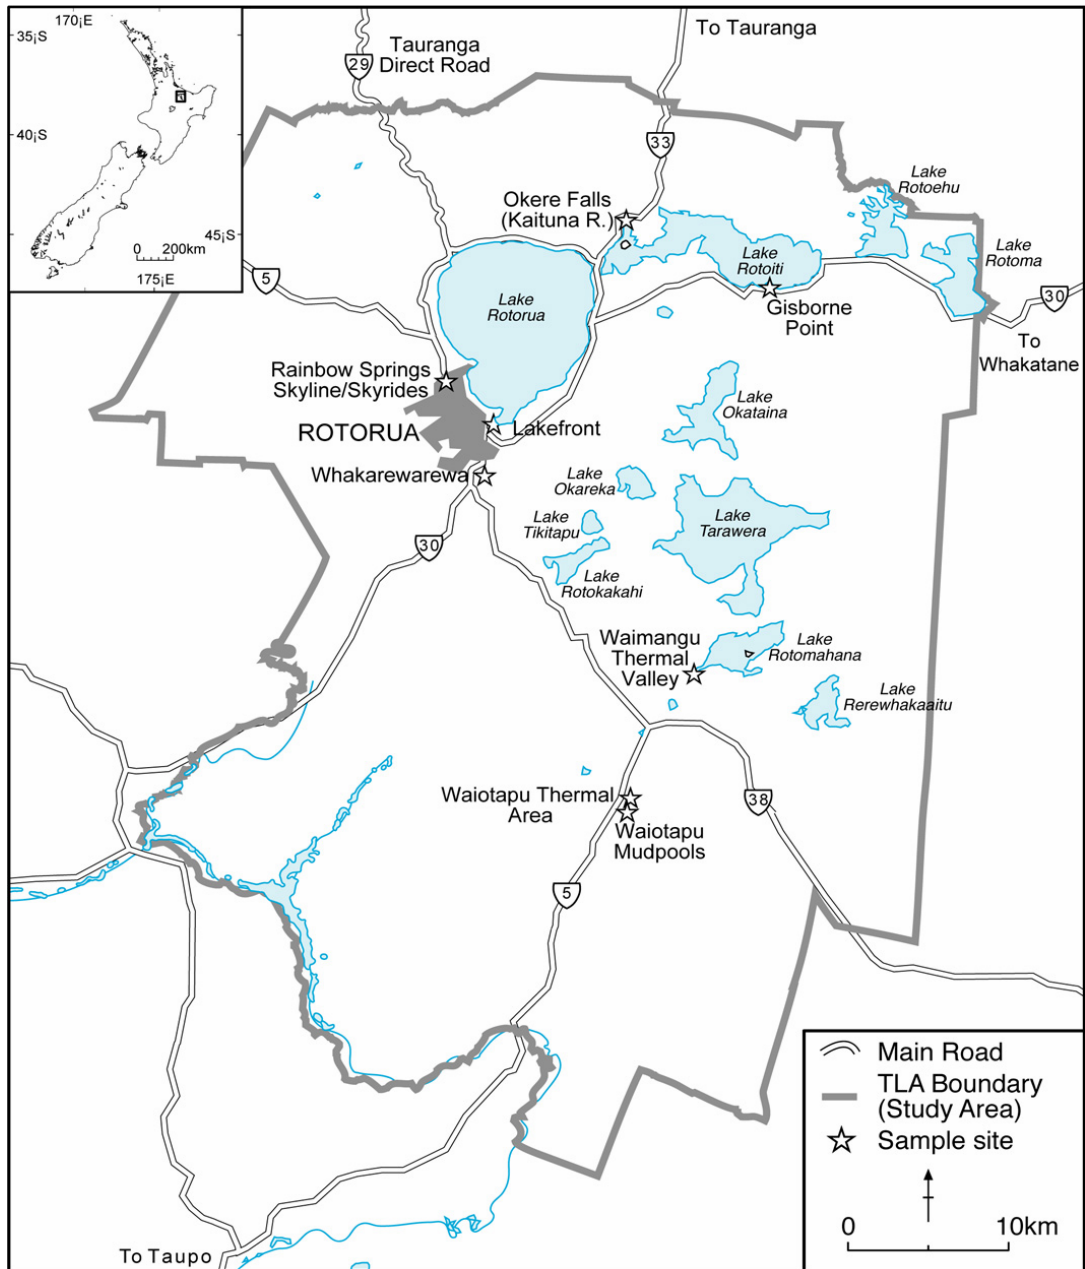 170¡E
35¡S
40¡S
45¡S
0 200km
175¡E
Tauranga
Direct Road
29
To Tauranga
33
Okere Falls
(Kaituna R.)
Lake
Rotoehu
Lake
Rotoma
Lake
Rotoiti
5
Lake
Rotorua
Gisborne
Point
30
To
Whakatane
Rainbow Springs
Skyline/Skyrides
Lake
Okataina
ROTORUA
Lakefront
Whakarewarewa
Lake
Okareka
Lake
Tikitapu
Lake
Tarawera
30
Lake
Rotokakahi
Waimangu
Thermal
Valley
Lake
Rotomahana
Lake
Rerewhakaaitu
Waiotapu Thermal
Area
38
Waiotapu
Mudpools
5
To Taupo
Main Road
TLA Boundary
(Study Area)
Sample site
0 10km